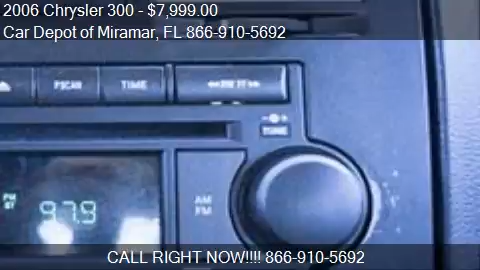 2006 Chrysler 300 - $7,999.00
Car Depot of Miramar, FL 866-910-5692
PSCAN TIME
TUNE
AM
FM
97.9
CALL RIGHT NOW!!!! 866-910-5692